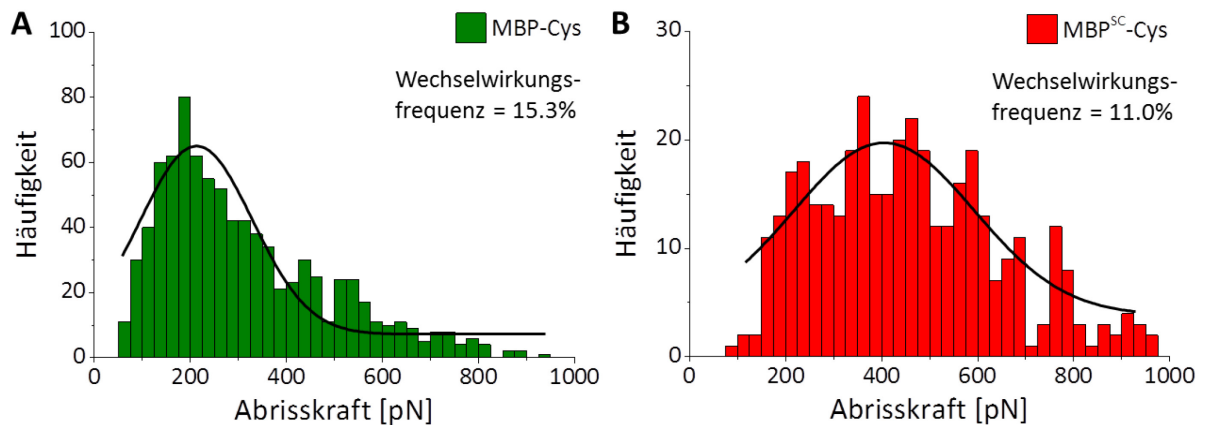 A
MBP-Cys
Wechselwirkungs-
frequenz = 15.3%
Häufigkeit
100
80
60
40
20
0
0 200 400 600 800 1000
Abrisskraft [pN]
B
MBP^SC-Cys
Wechselwirkungs-
frequenz = 11.0%
Häufigkeit
30
20
10
0
0 200 400 600 800 1000
Abrisskraft [pN]